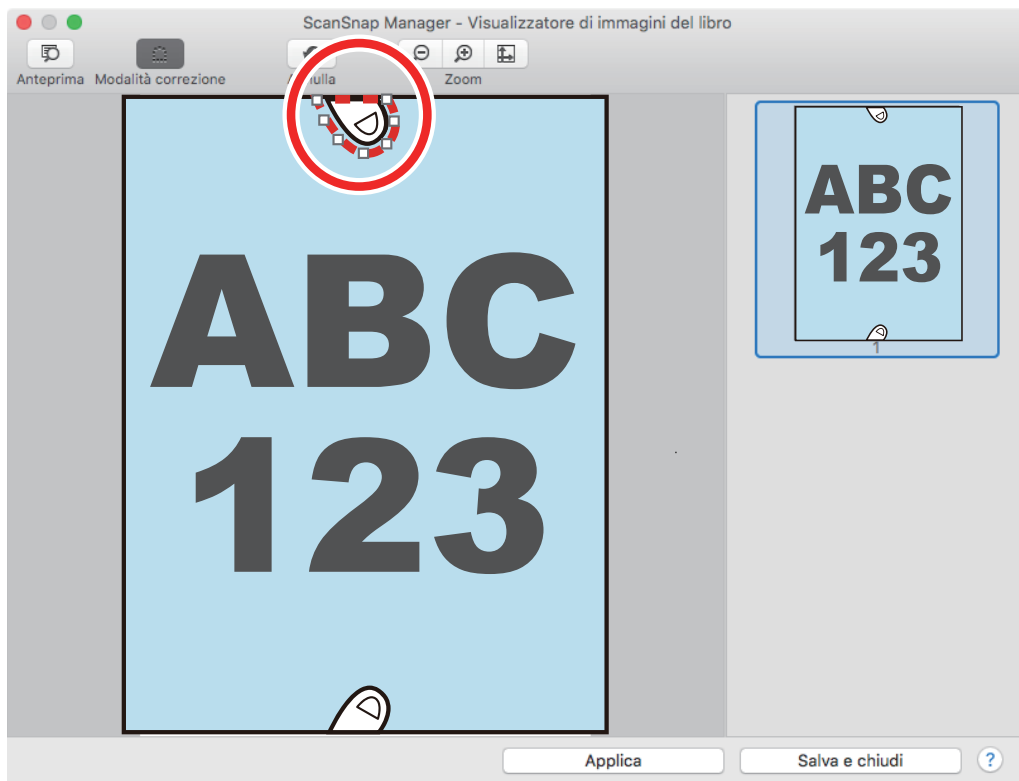 ScanSnap Manager - Visualizzatore di immagini del libro
Anteprima Modalità correzione nulla Zoom
ABC
123
ABC
123
1
Applica Salva e chiudi ?